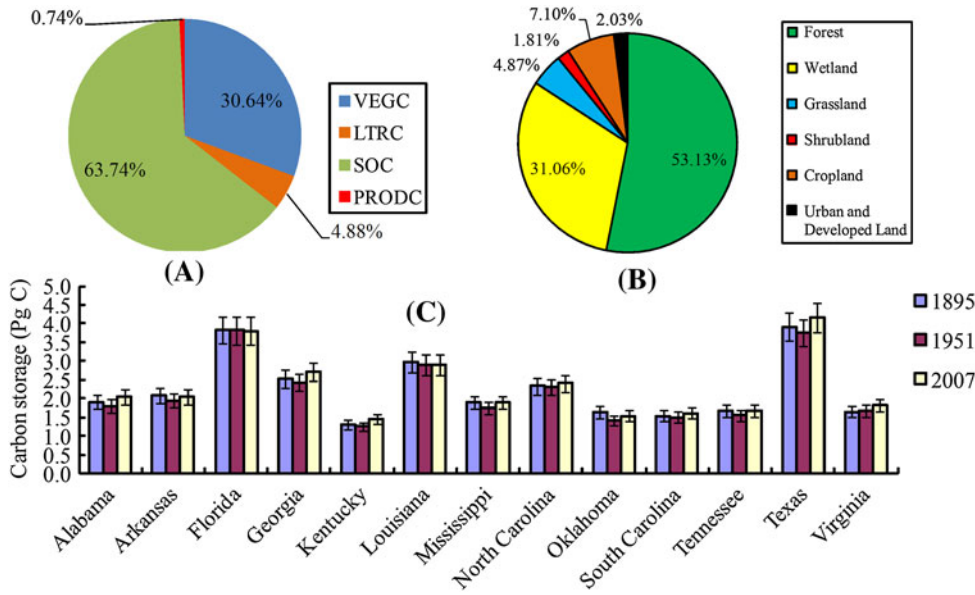 0.74%
30.64%
63.74%
4.88%
VEGC
LTRC
SOC
PRODC
(A)
7.10%
2.03%
1.81%
4.87%
31.06%
53.13%
Forest
Wetland
Grassland
Shrubland
Cropland
Urban and
Developed Land
(B)
Carbon storage (Pg C)
5.0
4.5
4.0
3.5
3.0
2.5
2.0
1.5
1.0
0.5
0.0
(C)
1895
1951
2007
Alabama
Arkansas
Florida
Georgia
Kentucky
Louisiana
Mississippi
North Carolina
Oklahoma
South Carolina
Tennessee
Texas
Virginia